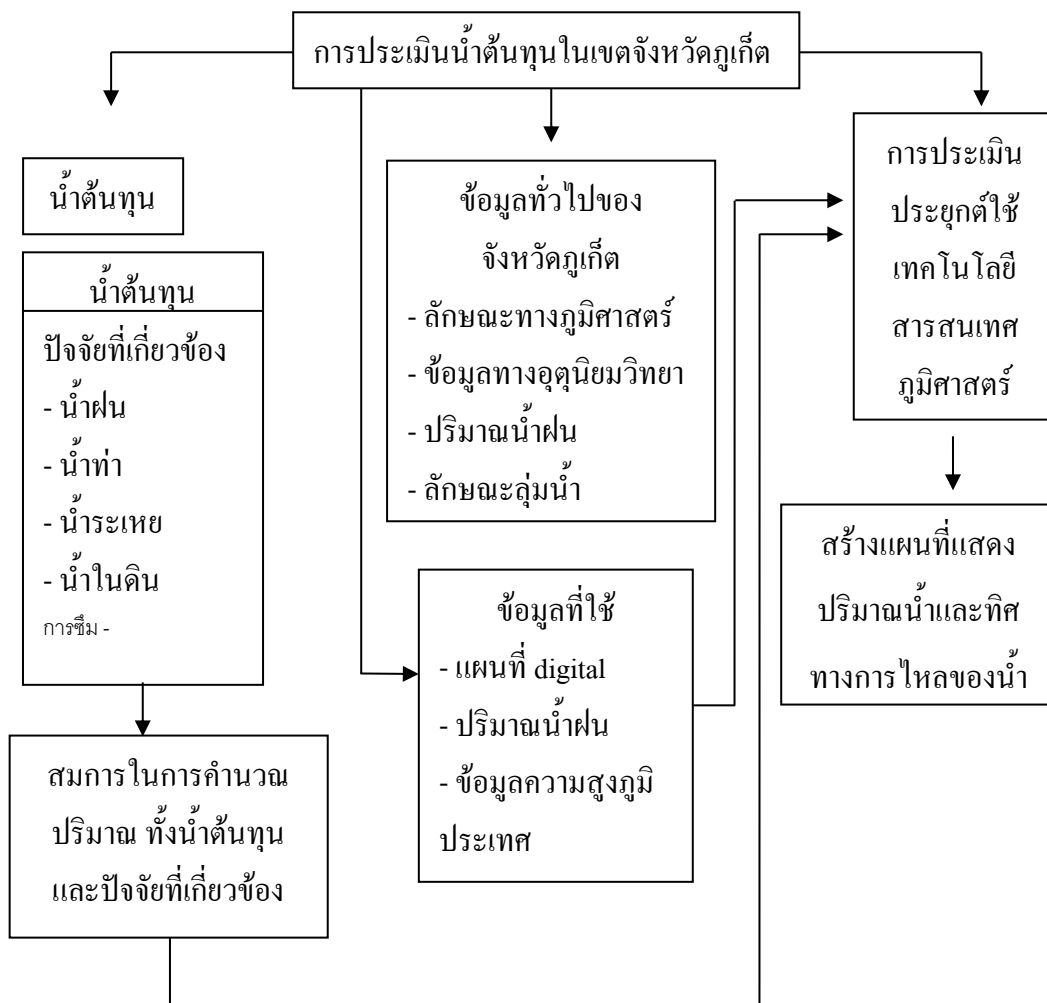 การประเมินน้ำต้นทุนในเขตจังหวัดภูเก็ต
น้ำต้นทุน
น้ำต้นทุน
ปัจจัยที่เกี่ยวข้อง
- น้ำฝน
- น้ำท่า
- น้ำระเหย
- น้ำในดิน
การซึม -
สมการในการคำนวณ
ปริมาณ ทั้งน้ำต้นทุน
และปัจจัยที่เกี่ยวข้อง
ข้อมูลทั่วไปของ
จังหวัดภูเก็ต
- ลักษณะทางภูมิศาสตร์
- ข้อมูลทางอุตุนิยมวิทยา
- ปริมาณน้ำฝน
- ลักษณะลุ่มน้ำ
ข้อมูลที่ใช้
- แผนที่ digital
- ปริมาณน้ำฝน
- ข้อมูลความสูงภูมิ
ประเทศ
การประเมิน
ประยุกต์ใช้
เทคโนโลยี
สารสนเทศ
ภูมิศาสตร์
สร้างแผนที่แสดง
ปริมาณน้ำและทิศ
ทางการไหลของน้ำ